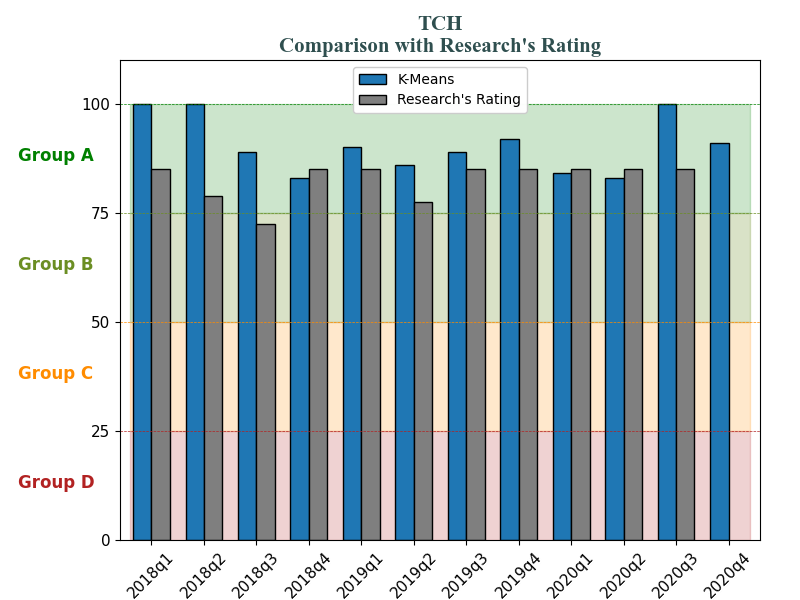 TCH
Comparison with Research's Rating
K-Means
Research's Rating
100
Group A
75
Group B
50
Group C
25
Group D
0
2018q1
2018q2
2018q3
2018q4
2019q1
2019q2
2019q3
2019q4
2020q1
2020q2
2020q3
2020q4